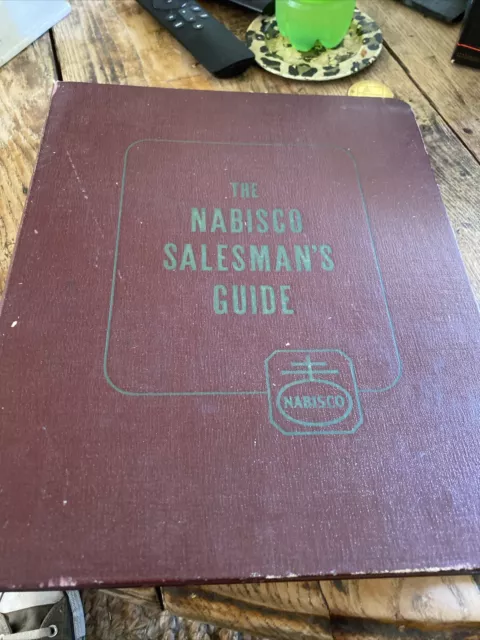 THE
NABISCO
SALESMAN'S
GUIDE
NABISCO